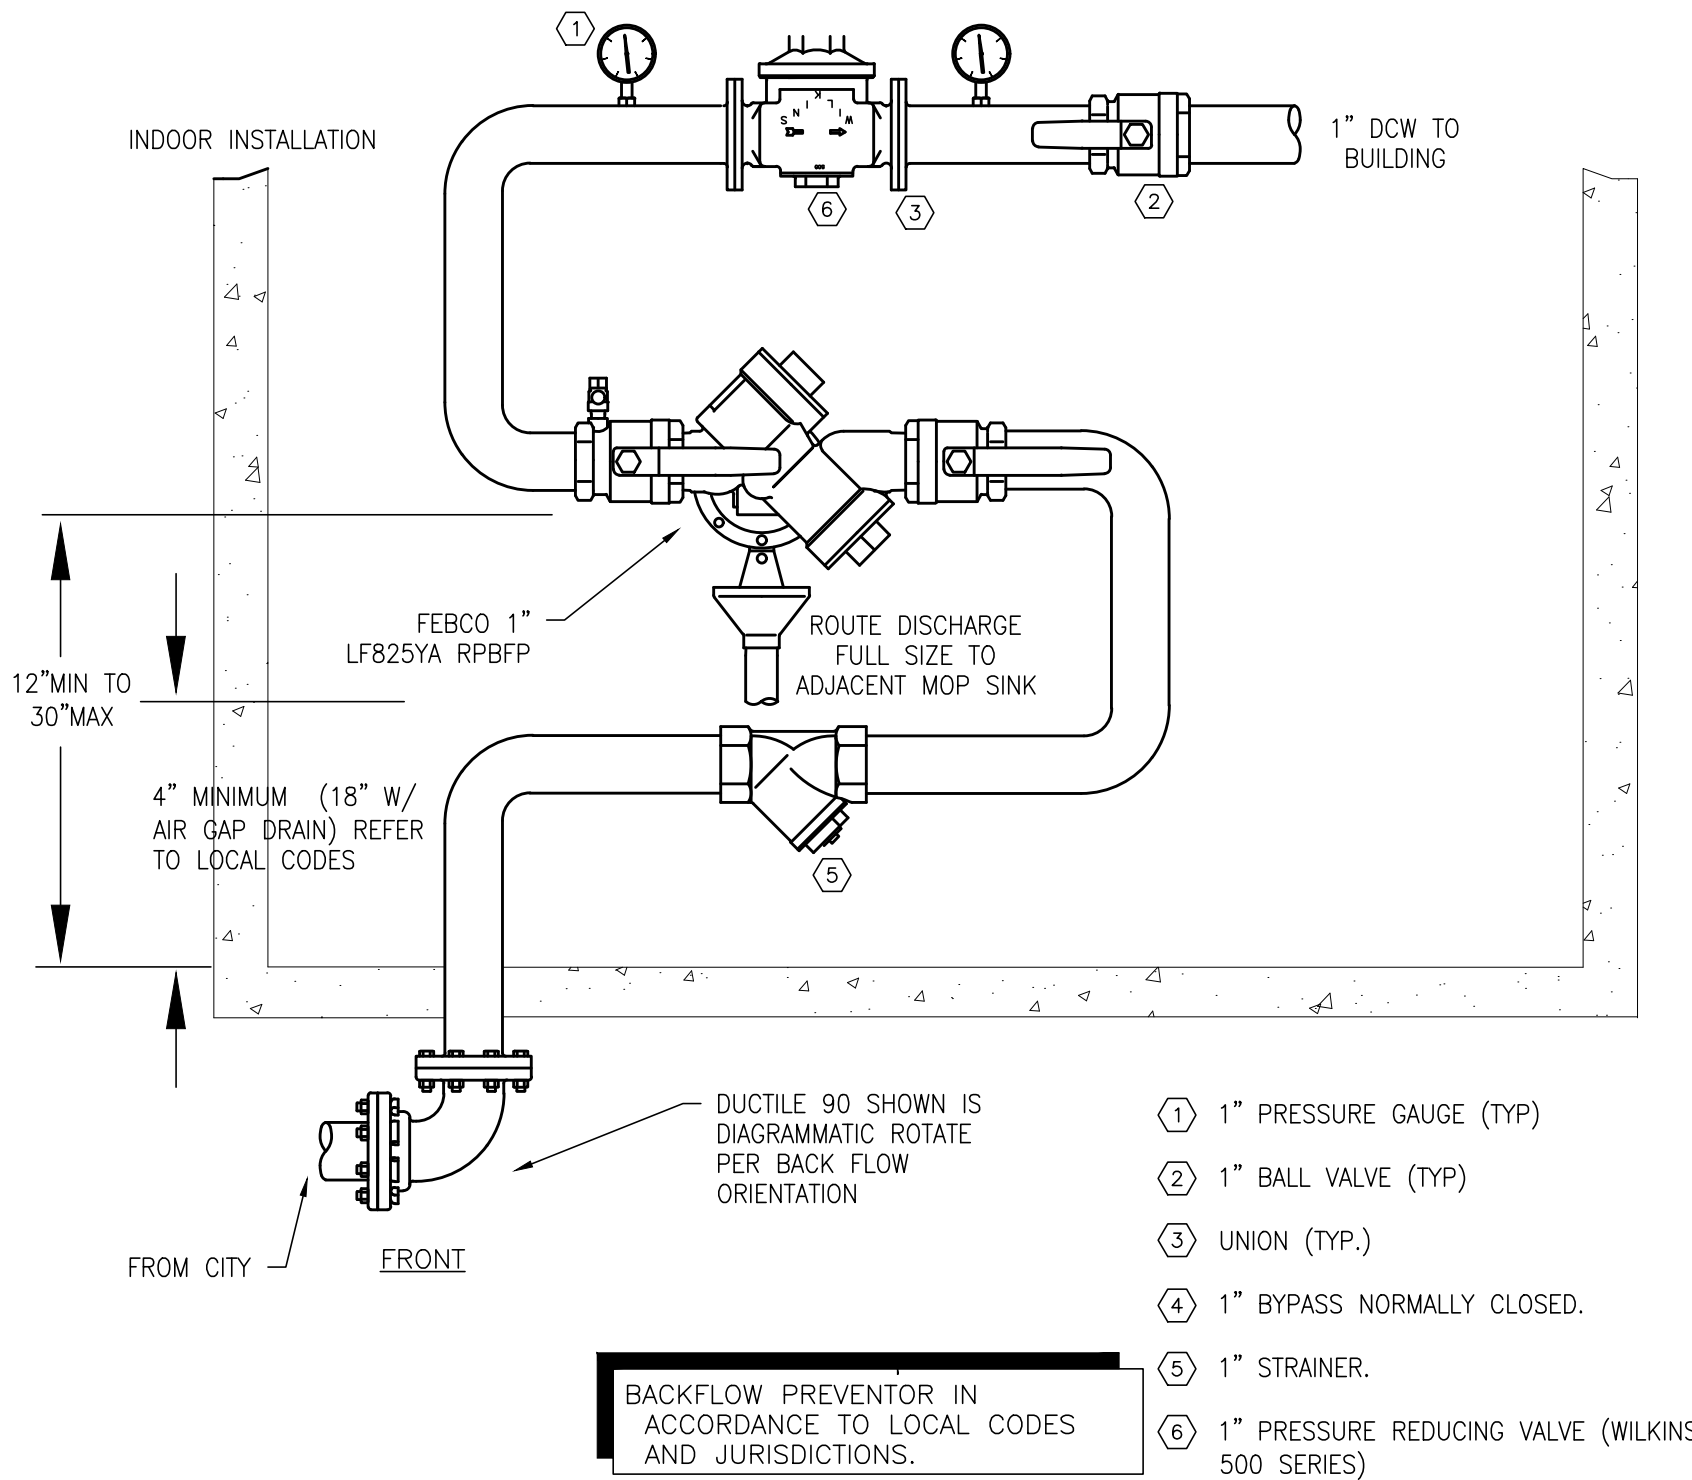 1
INDOOR INSTALLATION
WILKINS
6
3
2
1” DCW TO
BUILDING
FEBCO 1”
LF825YA RPBFP
ROUTE DISCHARGE
FULL SIZE TO
ADJACENT MOP SINK
12”MIN TO
30”MAX
4” MINIMUM (18” W/
AIR GAP DRAIN) REFER
TO LOCAL CODES
5
DUCTILE 90 SHOWN IS
DIAGRAMMATIC ROTATE
PER BACK FLOW
ORIENTATION
FROM CITY
FRONT
1 1” PRESSURE GAUGE (TYP)
2 1” BALL VALVE (TYP)
3 UNION (TYP.)
4 1” BYPASS NORMALLY CLOSED.
5 1” STRAINER.
6 1” PRESSURE REDUCING VALVE (WILKINS
500 SERIES)
BACKFLOW PREVENTOR IN
ACCORDANCE TO LOCAL CODES
AND JURISDICTIONS.